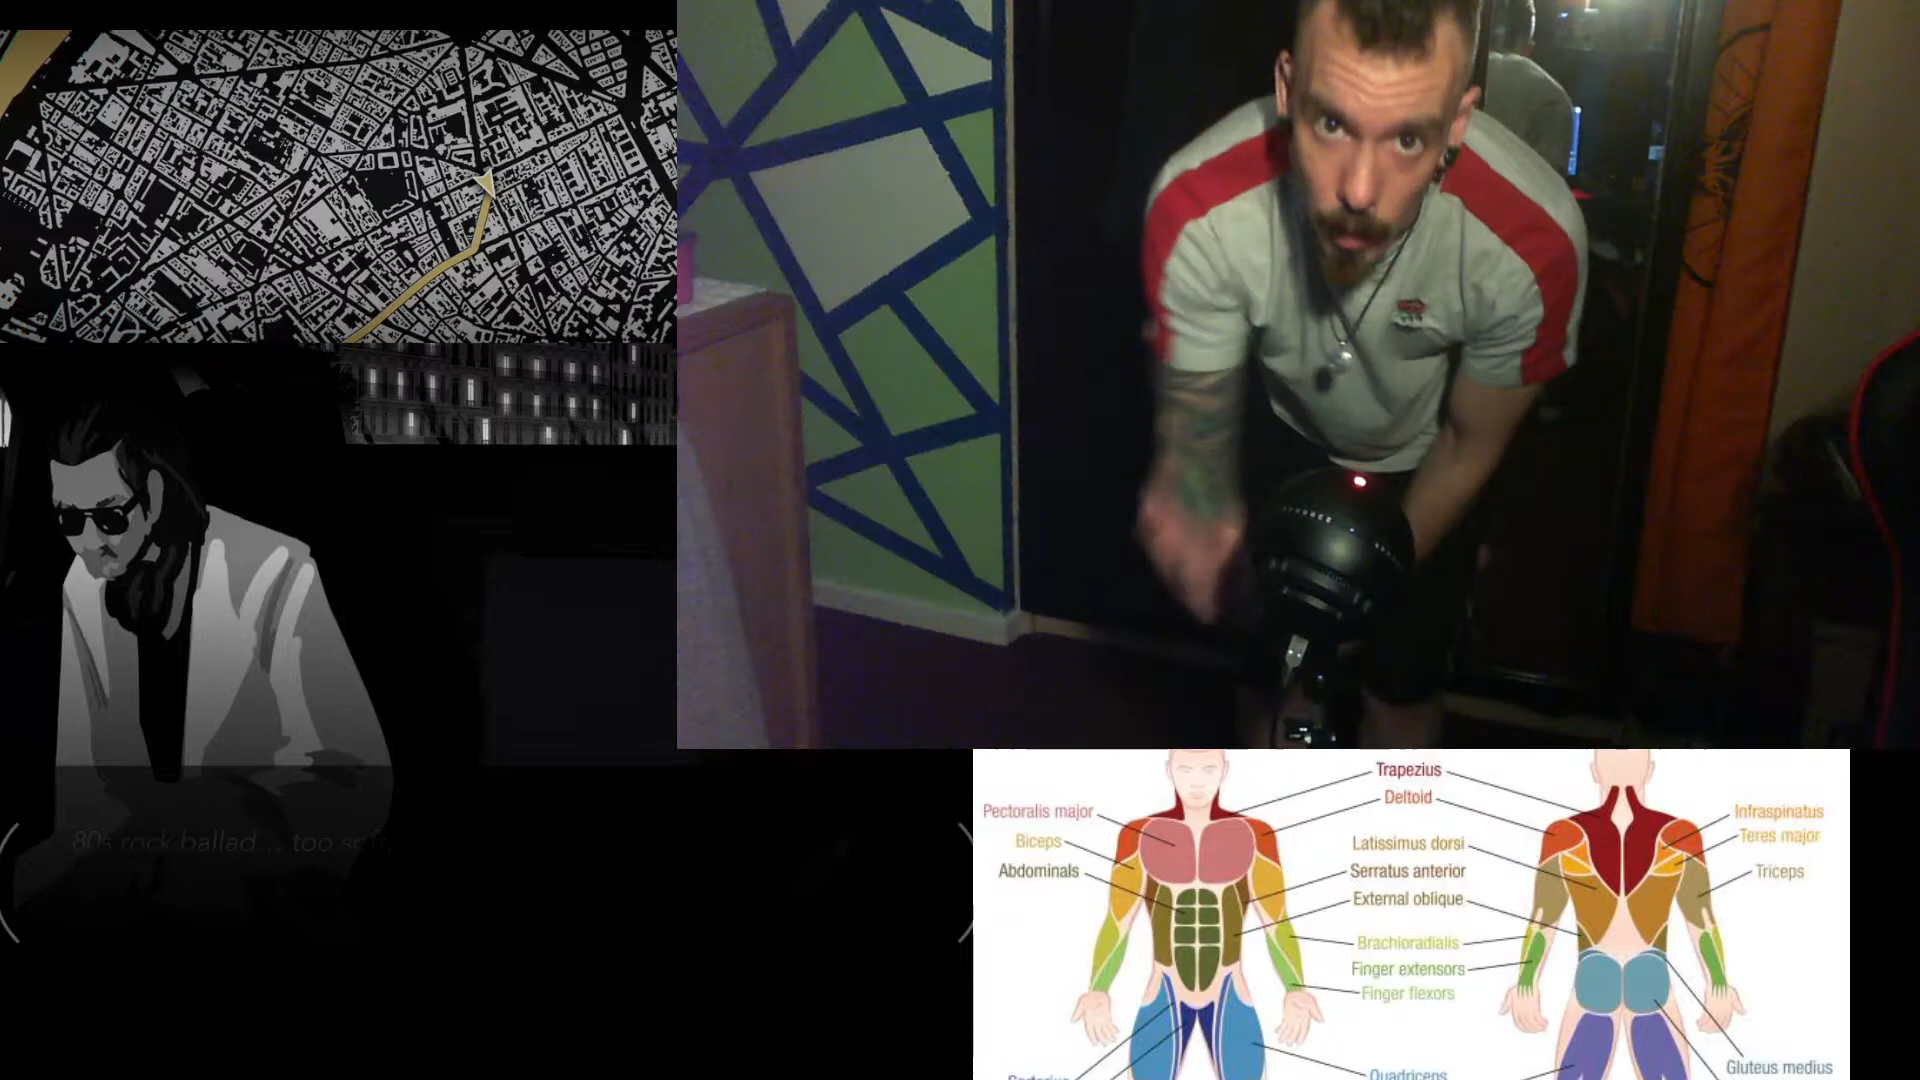 80s rock ballad... too soft.
Trapezius
Deltoid
Pectoralis major
Biceps
Abdominals
Latissimus dorsi
Serratus anterior
External oblique
Brachioradialis
Finger extensors
Finger flexors
Infraspinatus
Teres major
Triceps
Quadriceps
Gluteus medius